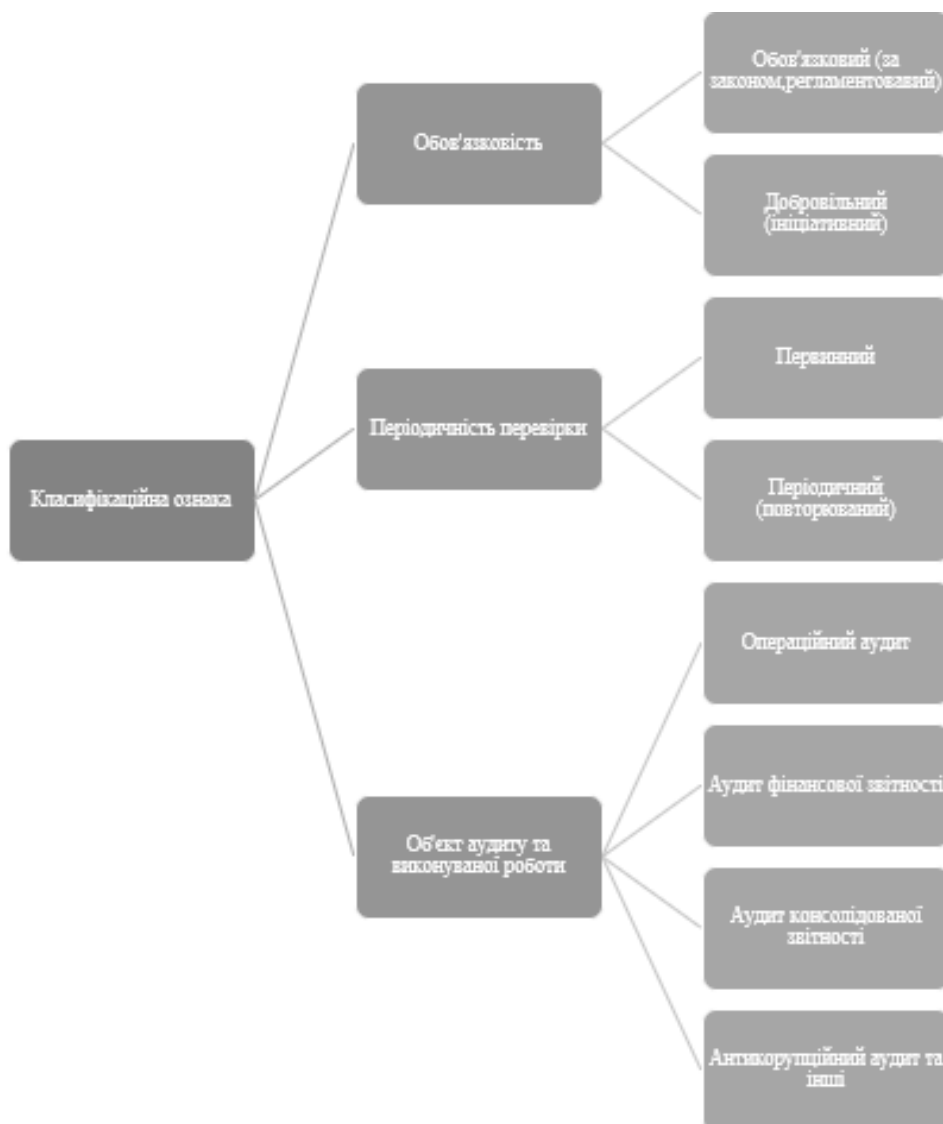 Класифікаційна ознака
Обов'язковість
Обов'язковий (за
законом,регламентований)
Добровільний
(ініціативний)
Періодичність перевірки
Первинний
Періодичний
(повторюваний)
Об'єкт аудиту та
виконуваної роботи
Операційний аудит
Аудит фінансової звітності
Аудит консолідованої
звітності
Антикорупційний аудит та
інші